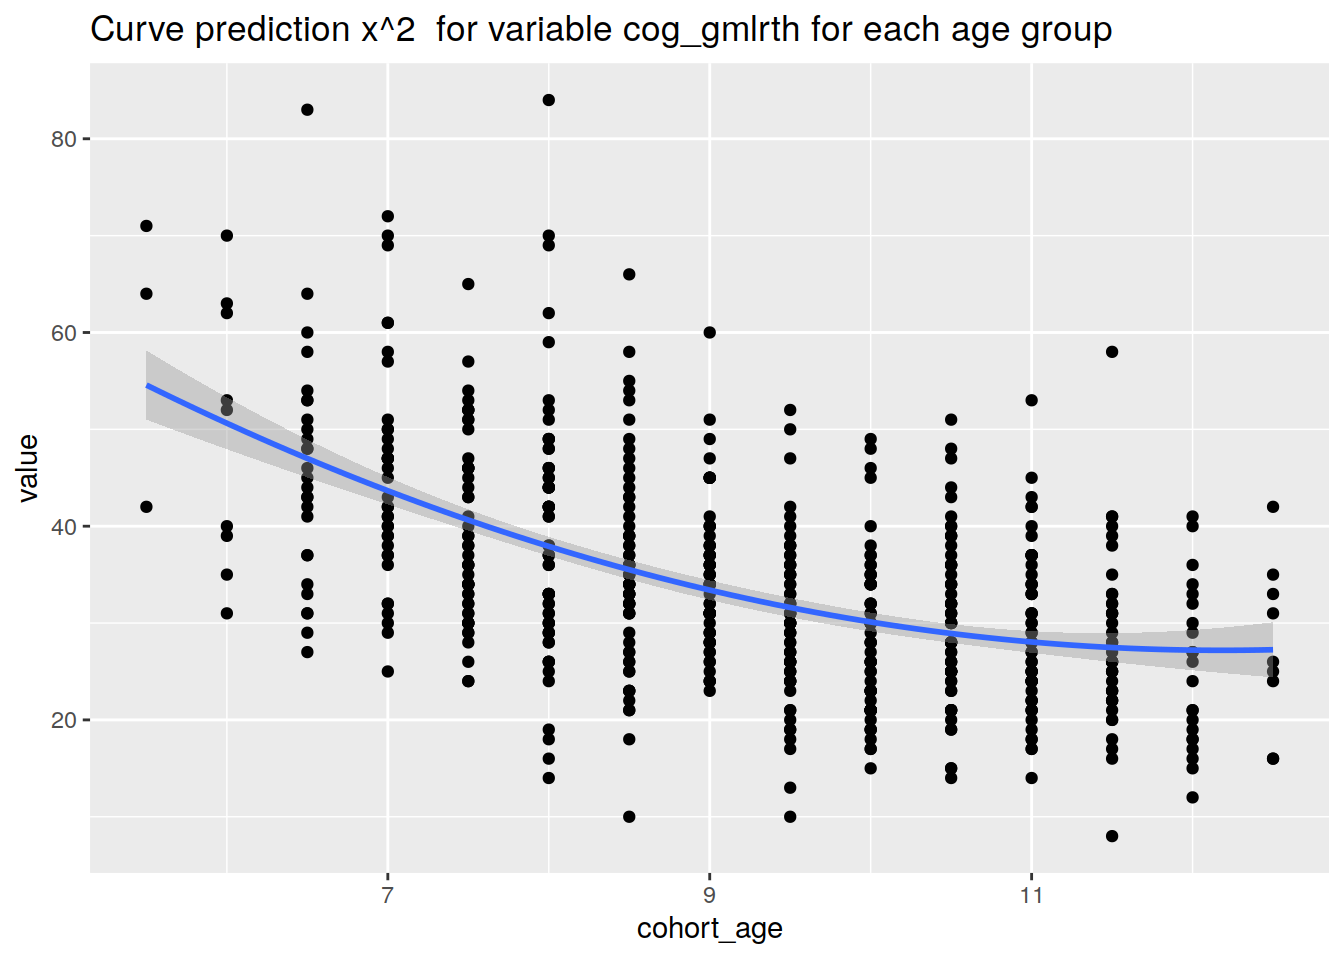 Curve prediction x^2  for variable cog_gmlrth for each age group
80
60
40
20
value
7
9
11
cohort_age